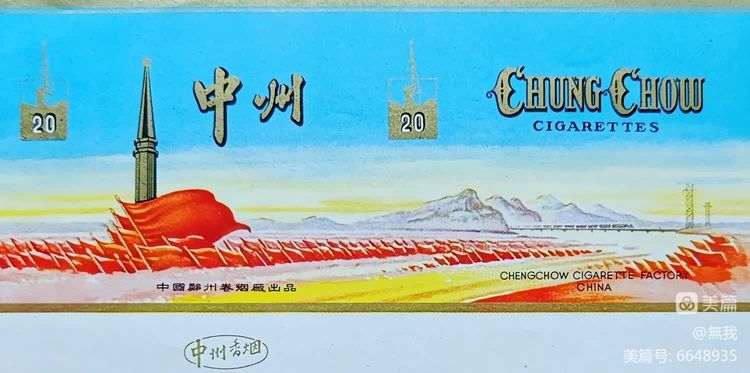 20
中州
20
CHUNG CHOW
CIGARETTES
中國鄭州卷烟厰出品
CHENGCHOW CIGARETTE FACTORY
CHINA
中州香烟
美篇
@無我
美篇号: 6648935